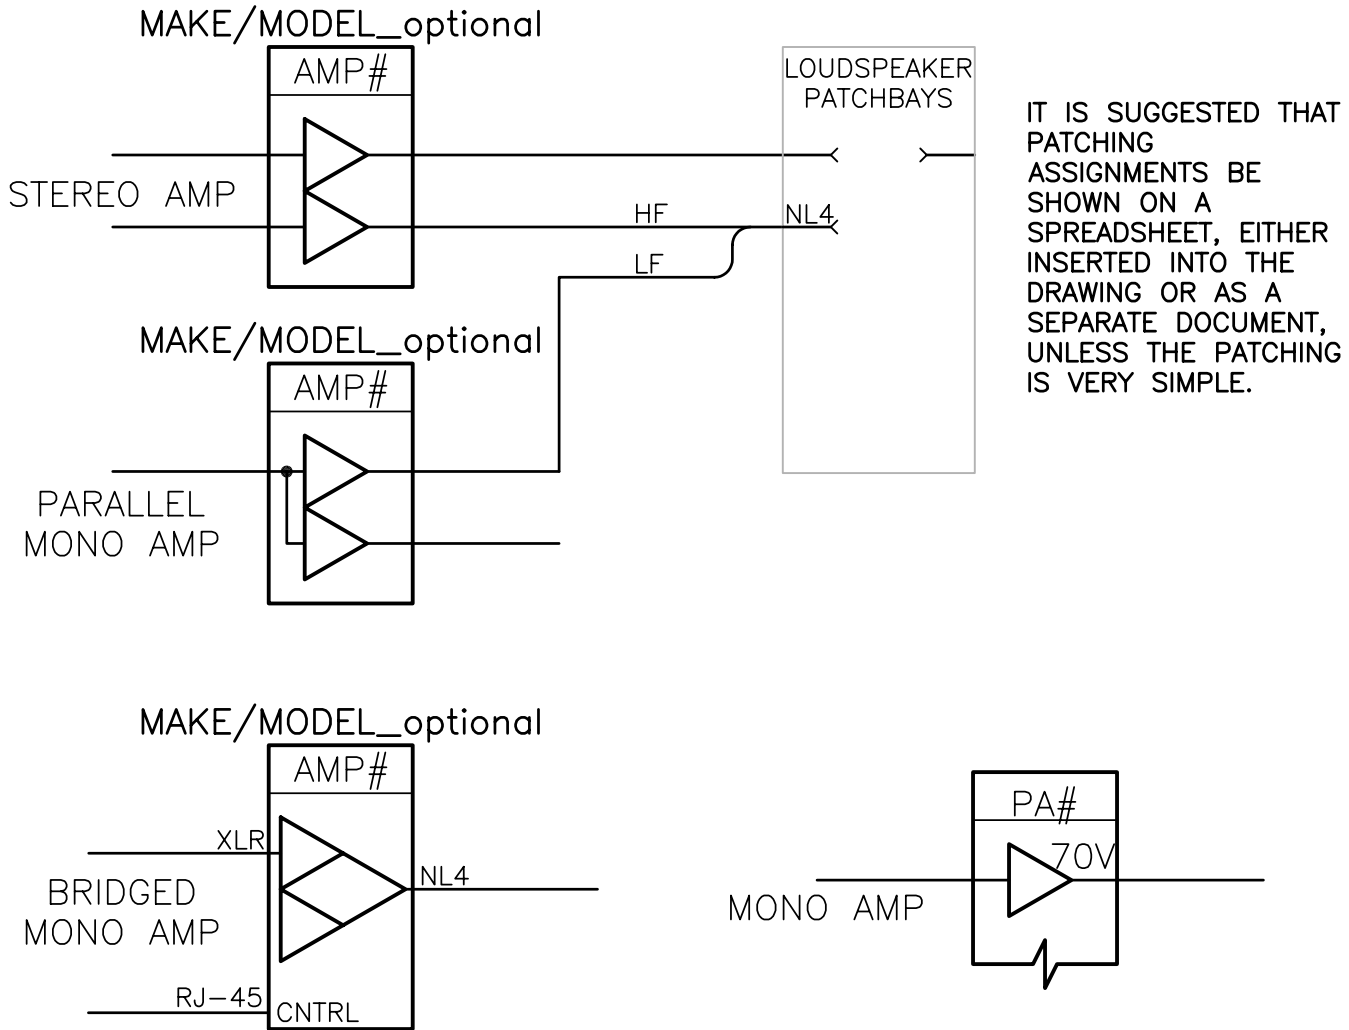 MAKE/MODEL_optional
AMP#
STEREO AMP
HF
LF
NL4
LOUDSPEAKER
PATCHBAYS
IT IS SUGGESTED THAT
PATCHING
ASSIGNMENTS BE
SHOWN ON A
SPREADSHEET, EITHER
INSERTED INTO THE
DRAWING OR AS A
SEPARATE DOCUMENT,
UNLESS THE PATCHING
IS VERY SIMPLE.
MAKE/MODEL_optional
AMP#
PARALLEL
MONO AMP
MAKE/MODEL_optional
AMP#
XLR
NL4
BRIDGED
MONO AMP
RJ-45
CNTRL
PA#
70V
MONO AMP